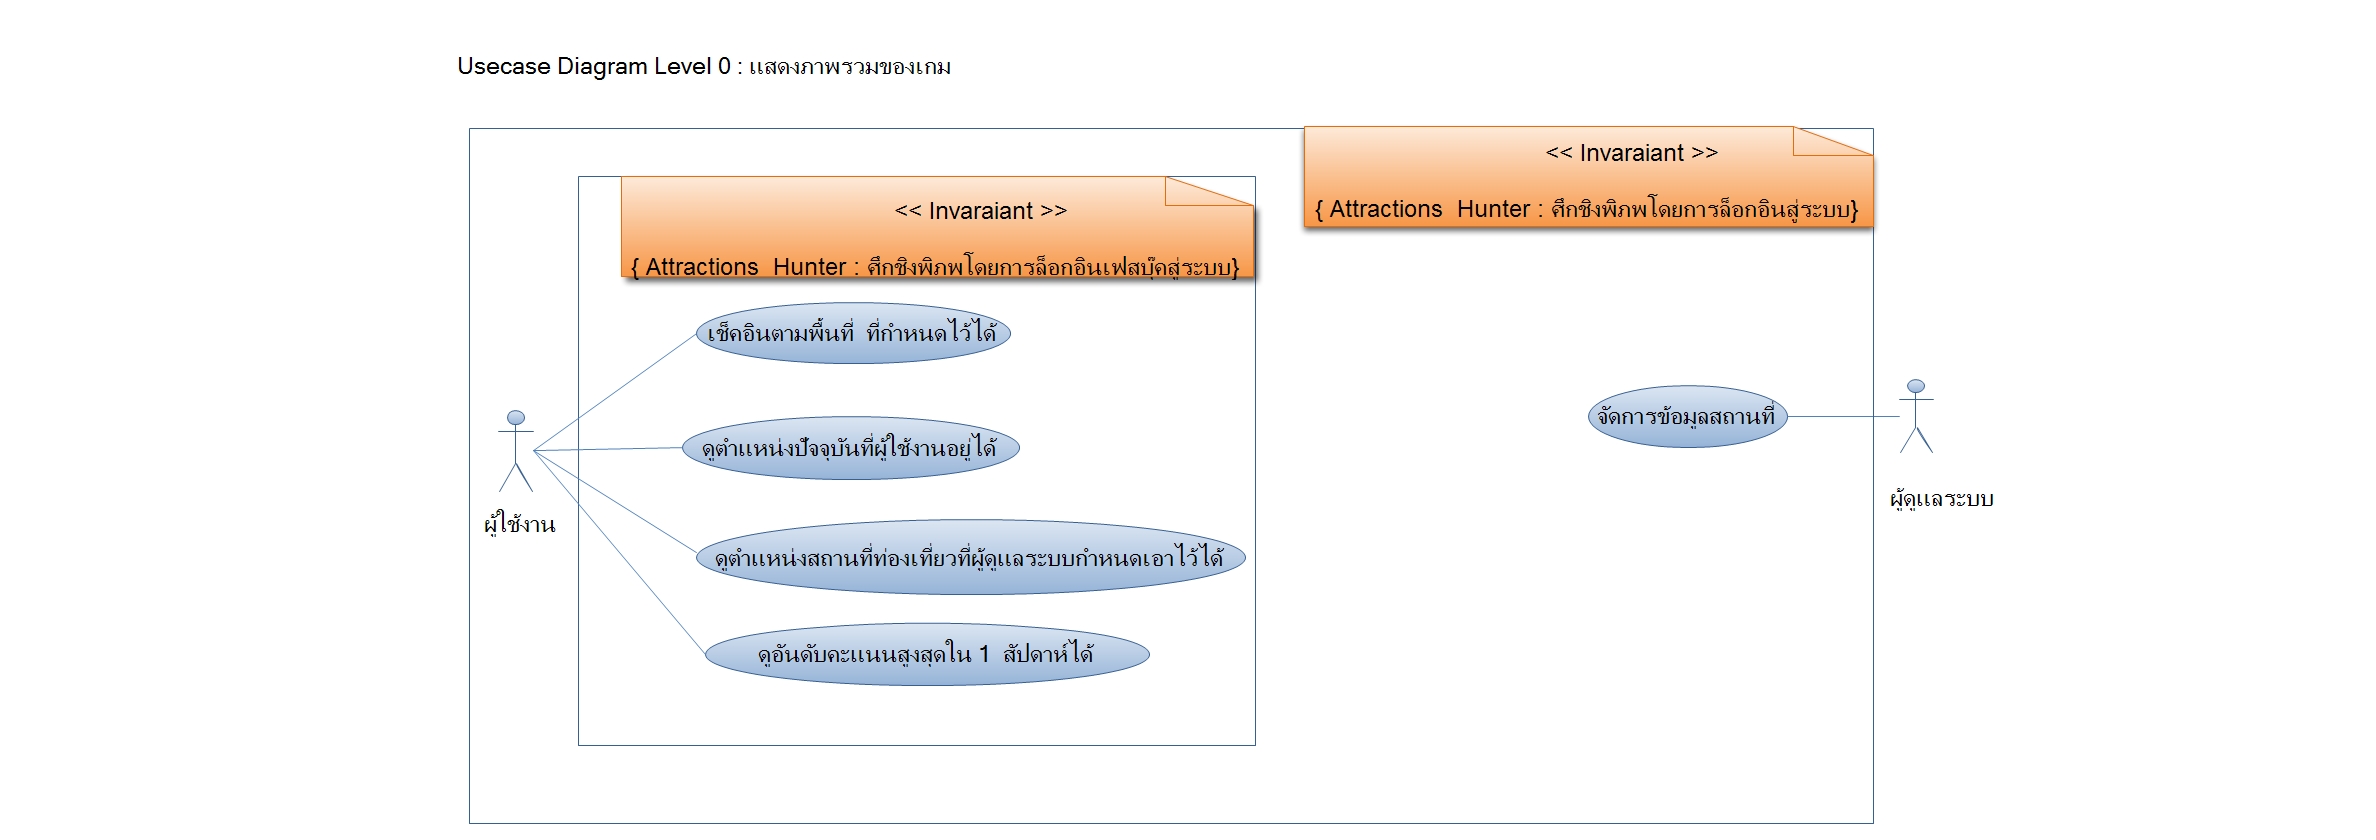 Usecase Diagram Level 0 : แสดงภาพรวมของเกม
<< Invaraiant >>
{ Attractions Hunter : ศึกชิงพิภพโดยการล็อกอินสู่ระบบ}
<< Invaraiant >>
{ Attractions Hunter : ศึกชิงพิภพโดยการล็อกอินเฟสบุ๊คสู่ระบบ}
เช็คอินตามพื้นที่ ที่กำหนดไว้ได้
ดูตำแหน่งปัจจุบันที่ผู้ใช้งานอยู่ได้
ดูตำแหน่งสถานที่ท่องเที่ยวที่ผู้ดูแลระบบกำหนดเอาไว้ได้
ดูอันดับคะแนนสูงสุดใน 1 สัปดาห์ได้
ผู้ใช้งาน
จัดการข้อมูลสถานที่
ผู้ดูแลระบบ